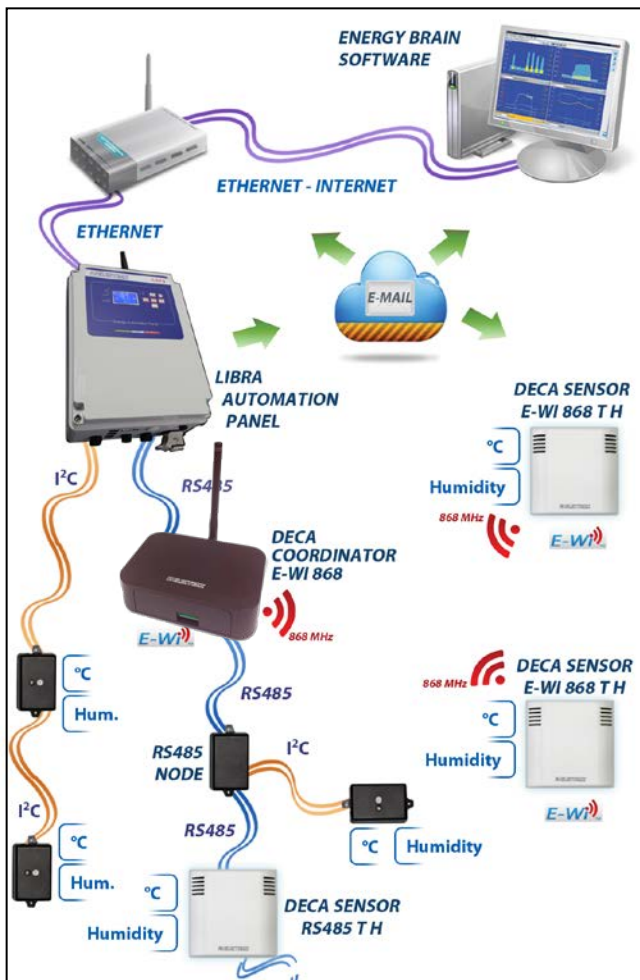 ENERGY BRAIN
SOFTWARE
ETHERNET - INTERNET
ETHERNET
E-MAIL
LIBRA
AUTOMATION
PANEL
DECA SENSOR
E-WI 868 T H
°C
Humidity
868 MHz
E-Wi
I²C
RS485
DECA
COORDINATOR
E-WI 868
868 MHz
E-Wi
°C
Hum.
RS485
868 MHz
DECA SENSOR
E-WI 868 T H
°C
Humidity
E-Wi
RS485
NODE
I²C
I²C
RS485
°C
Humidity
°C
Hum.
°C
Humidity
DECA SENSOR
RS485 T H